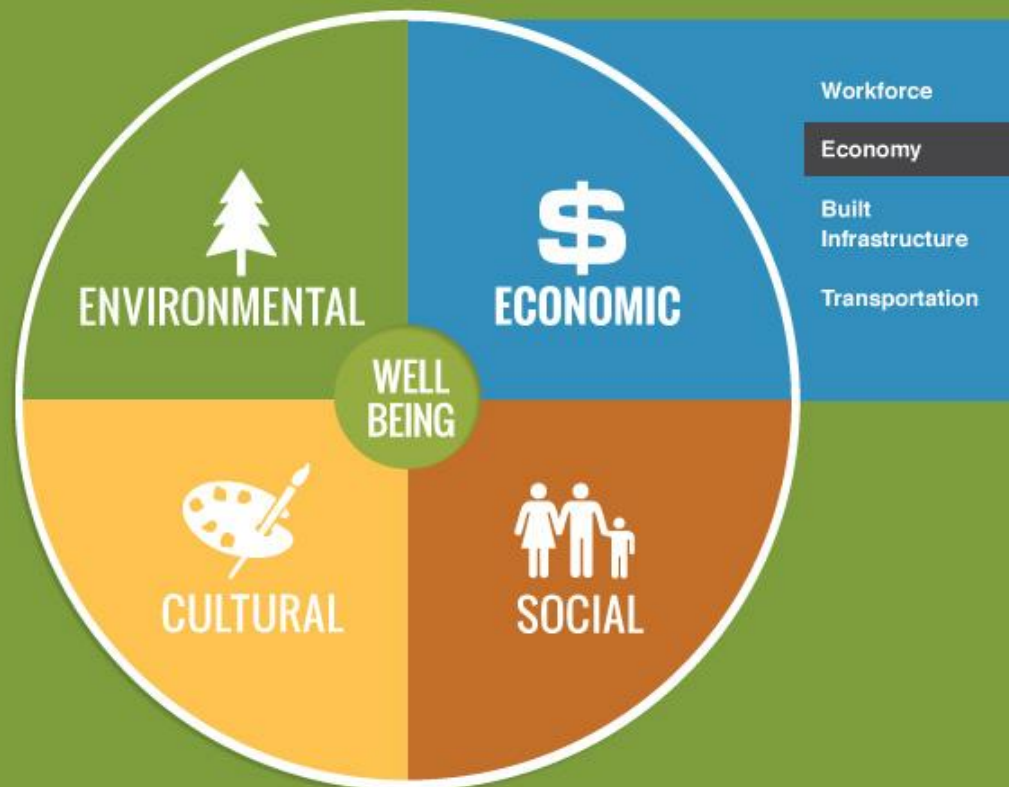 ENVIRONMENTAL
$
ECONOMIC
WELL
BEING
CULTURAL
SOCIAL
Workforce
Economy
Built
Infrastructure
Transportation